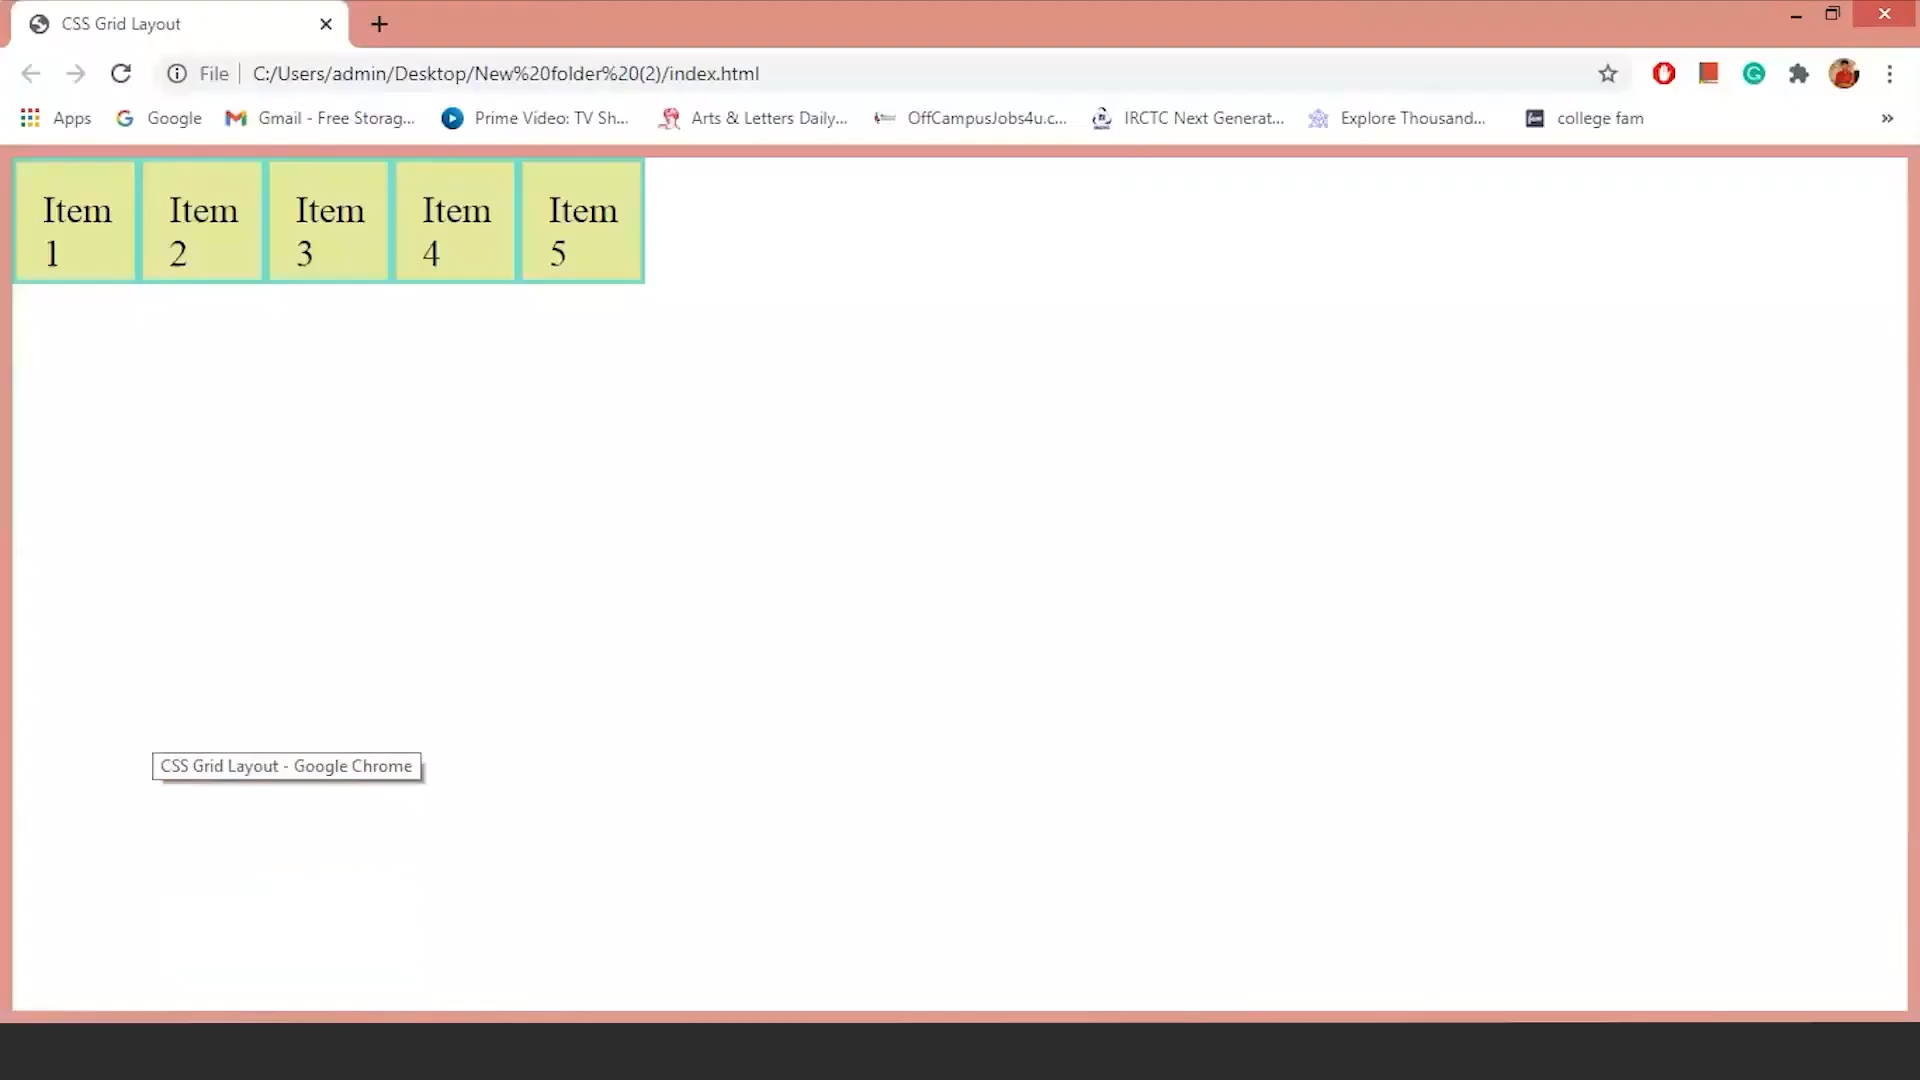 CSS Grid Layout
File C:/Users/admin/Desktop/New%20folder%20(2)/index.html
Apps Google Gmail - Free Storag... Prime Video: TV Sh... Arts & Letters Daily... OffCampusJobs4u.c... IRCTC Next Generat... Explore Thousand... college fam »
Item Item Item Item Item
1 2 3 4 5
CSS Grid Layout - Google Chrome